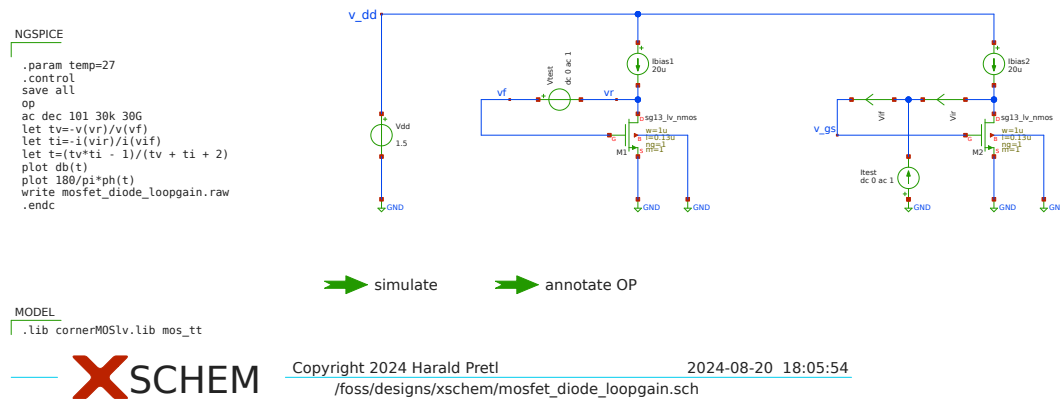 NGSPICE
.param temp=27
.control
save all
op
ac dec 101 30k 30G
let tv=-v(vr)/v(vf)
let ti=-i(vir)/i(vif)
let t=(tv*ti - 1)/(tv + ti + 2)
plot db(t)
plot 180/pi*ph(t)
write mosfet_diode_loopgain.raw
.endc
v_dd
Vdd
1.5
GND
vf
Vtest
dc 0 ac 1
vr
Ibias1
20u
sg13_lv_nmos
w=1u
l=0.13u
ng=1
m=1
D
G
B
S
M1
GND
GND
v_gs
Vif
Vir
Itest
dc 0 ac 1
GND
Ibias2
20u
sg13_lv_nmos
w=1u
l=0.13u
ng=1
m=1
D
G
B
S
M2
GND
GN
simulate
annotate OP
MODEL
.lib cornerMOSlv.lib mos_tt
XSCHEM
Copyright 2024 Harald Pretl
2024-08-20 18:05:54
/foss/designs/xschem/mosfet_diode_loopgain.sch